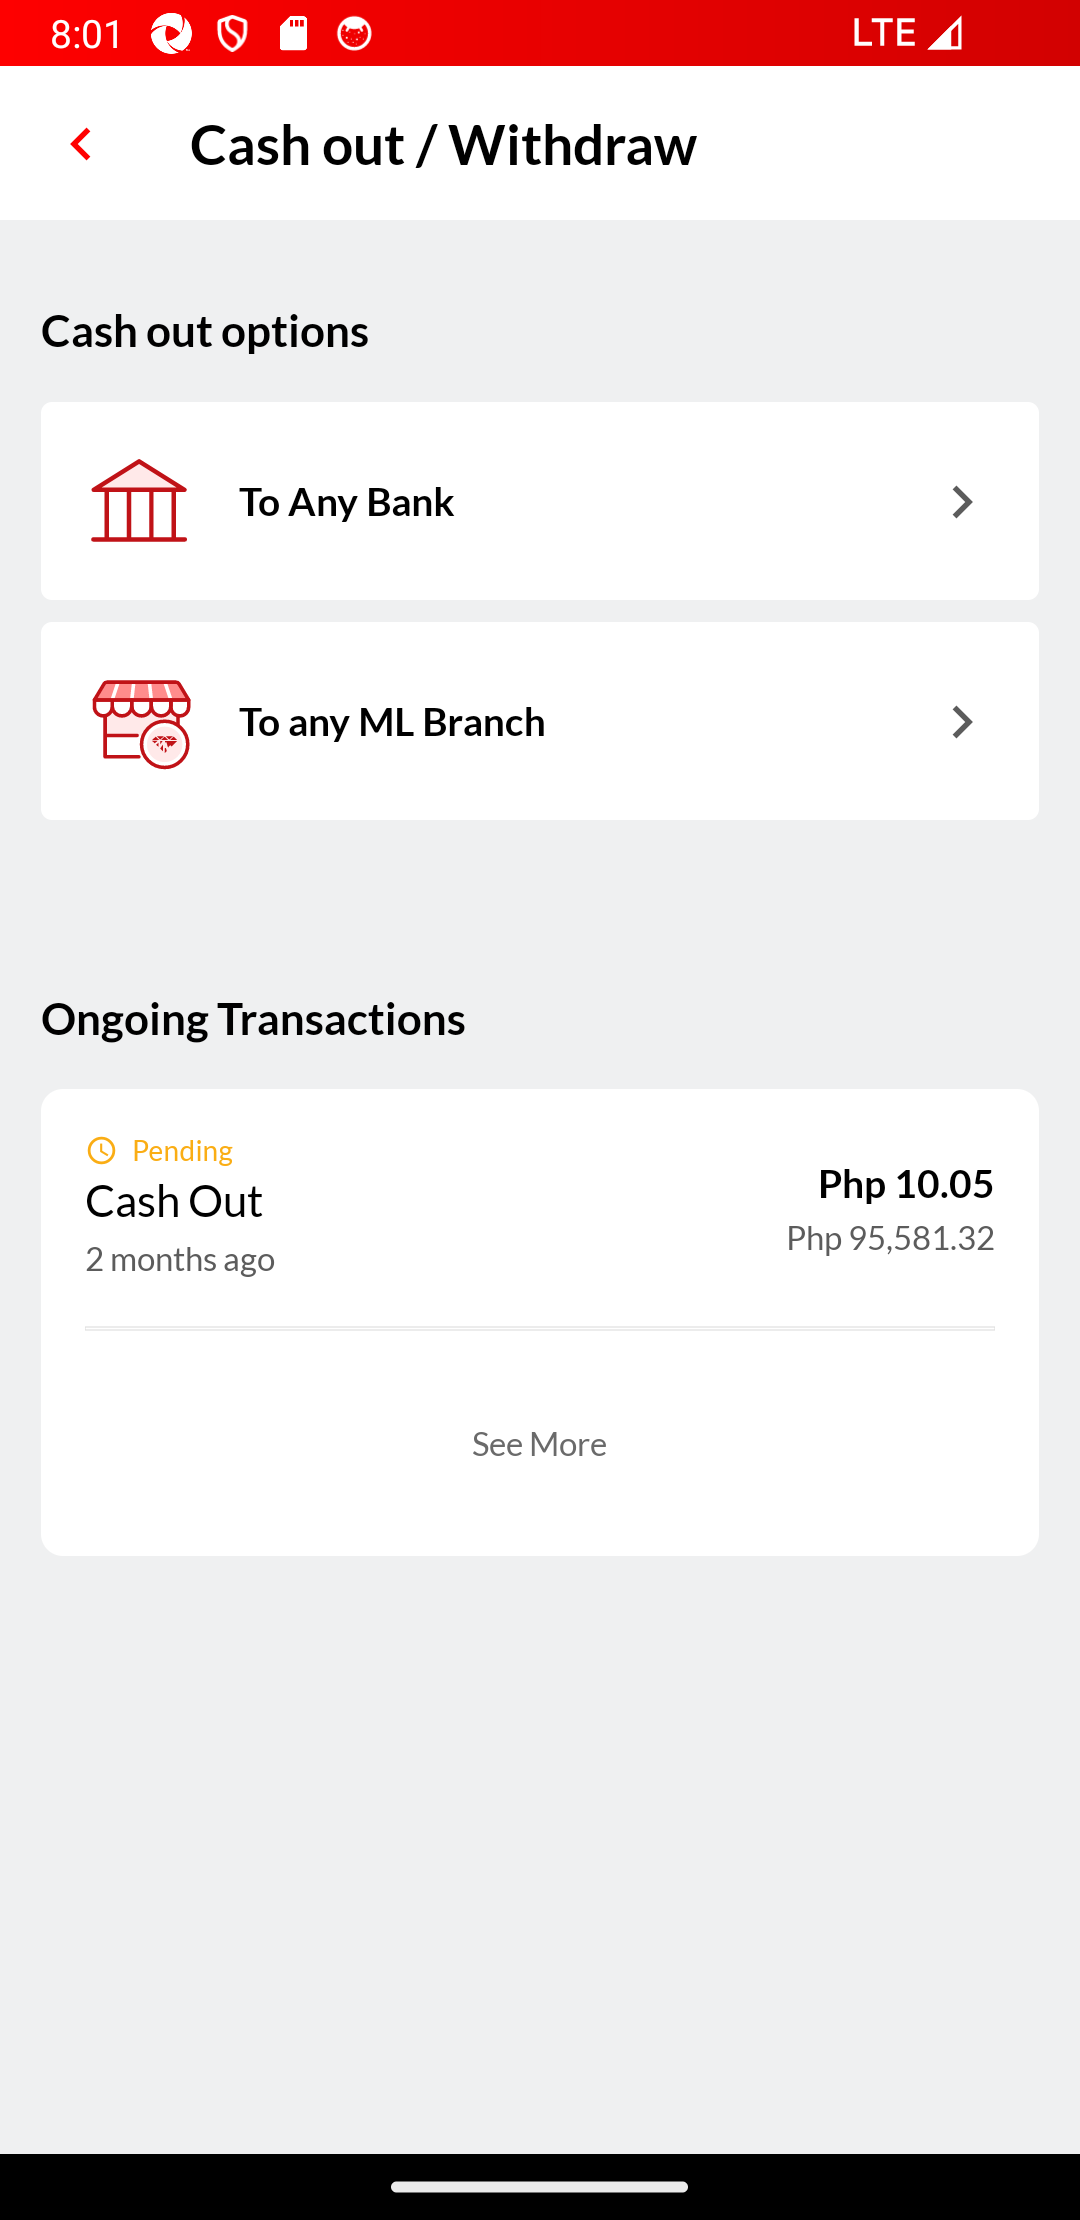 8:01
LTE
Cash out / Withdraw
Cash out options
To Any Bank
To any ML Branch
Ongoing Transactions
Pending
Cash Out
2 months ago
Php 10.05
Php 95,581.32
See More